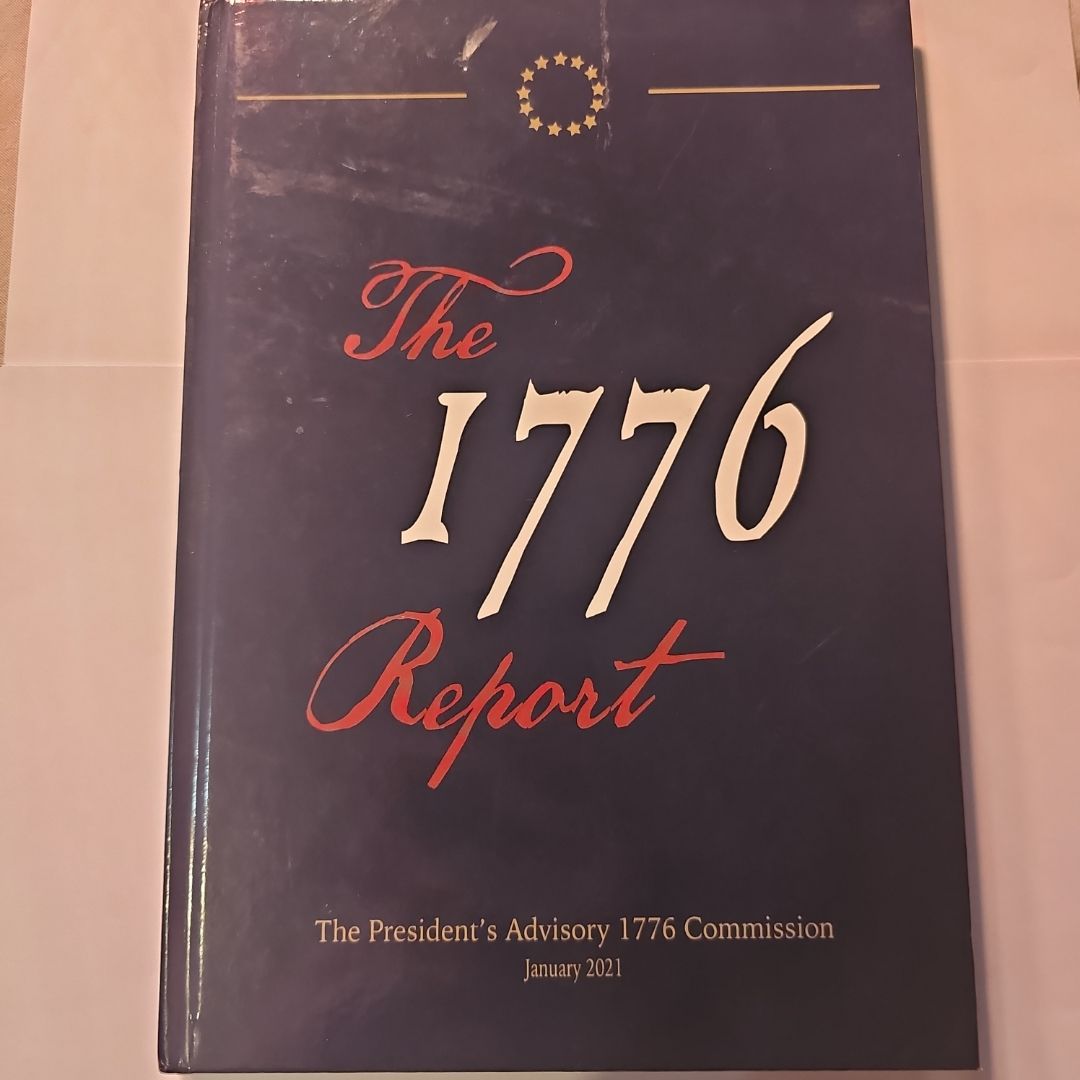 The
1776
Report
The President's Advisory 1776 Commission
January 2021